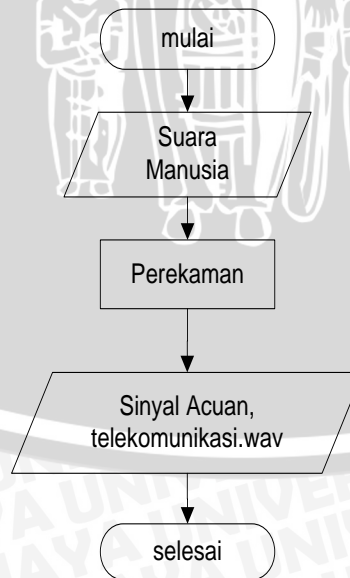 mulai
Suara
Manusia
Perekaman
Sinyal Acuan,
telekomunikasi.wav
selesai